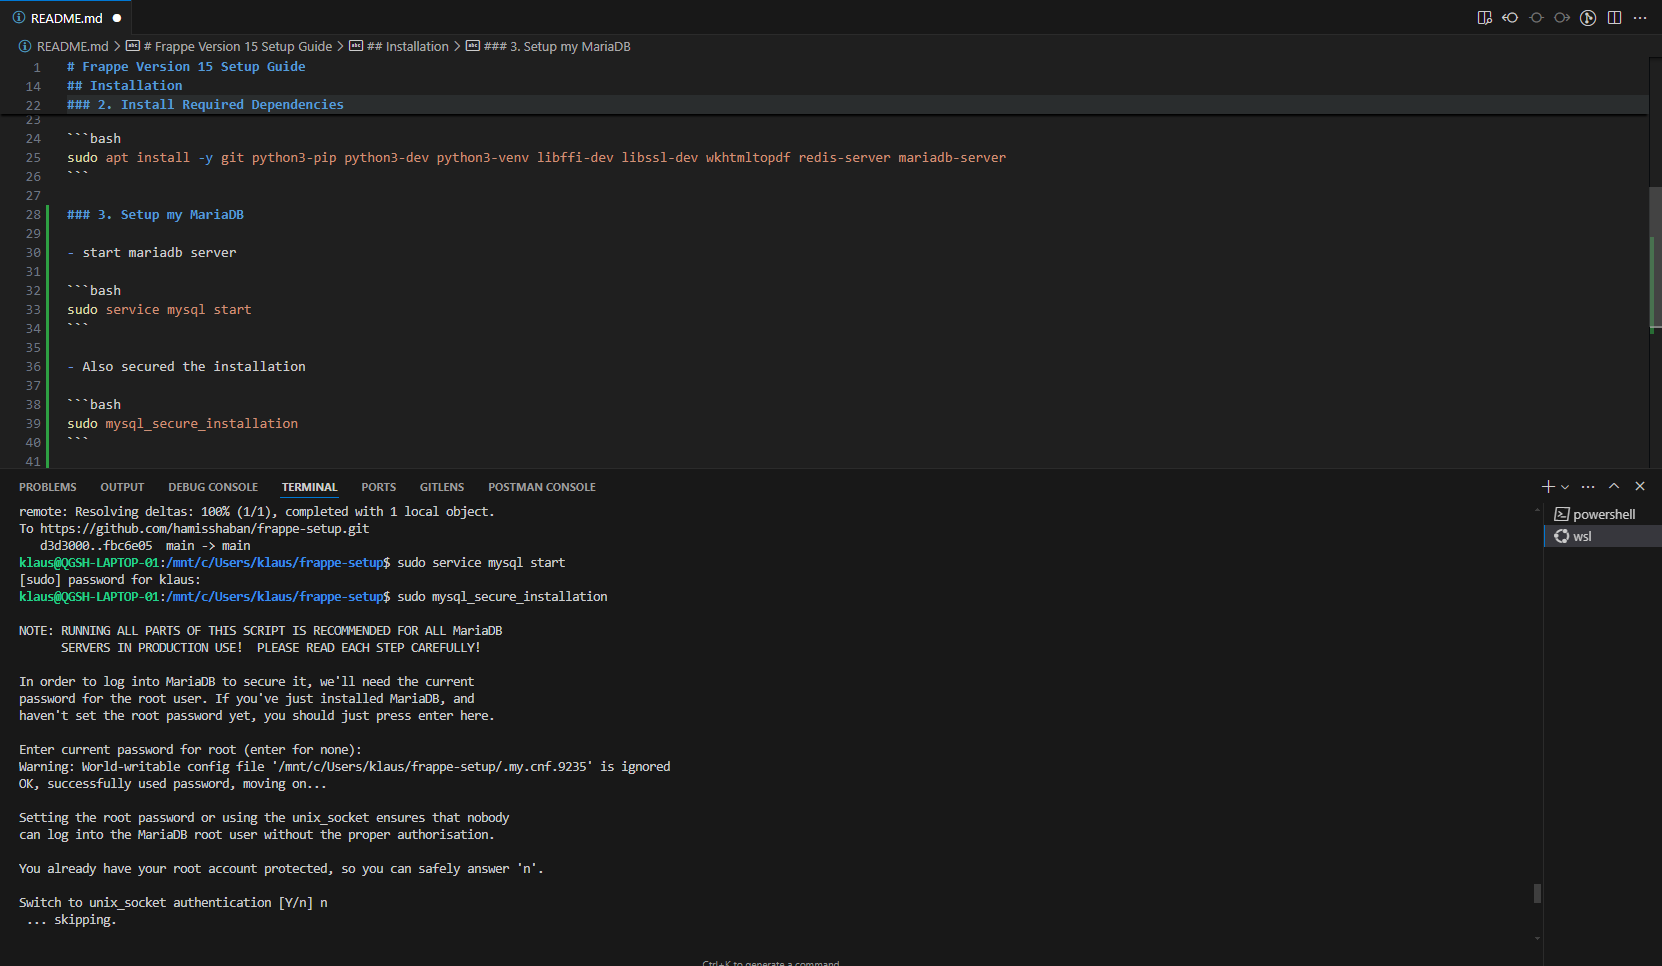 README.md
README.md > # Frappe Version 15 Setup Guide > ## Installation > ### 3. Setup my MariaDB
1 # Frappe Version 15 Setup Guide
14 ## Installation
22 ### 2. Install Required Dependencies
23
24 ```bash
25 sudo apt install -y git python3-pip python3-dev python3-venv libffi-dev libssl-dev wkhtmltopdf redis-server mariadb-server
26 ```
27
28 ### 3. Setup my MariaDB
29
30 - start mariadb server
31
32 ```bash
33 sudo service mysql start
34 ```
35
36 - Also secured the installation
37
38 ```bash
39 sudo mysql_secure_installation
40 ```
41
PROBLEMS OUTPUT DEBUG CONSOLE TERMINAL PORTS GITLENS POSTMAN CONSOLE
remote: Resolving deltas: 100% (1/1), completed with 1 local object.
To https://github.com/hamisshaban/frappe-setup.git
d3d3000..fbc6e05 main -> main
klaus@QGSH-LAPTOP-01:/mnt/c/Users/klaus/frappe-setup$ sudo service mysql start
[sudo] password for klaus:
klaus@QGSH-LAPTOP-01:/mnt/c/Users/klaus/frappe-setup$ sudo mysql_secure_installation
NOTE: RUNNING ALL PARTS OF THIS SCRIPT IS RECOMMENDED FOR ALL MariaDB
SERVERS IN PRODUCTION USE! PLEASE READ EACH STEP CAREFULLY!
In order to log into MariaDB to secure it, we'll need the current
password for the root user. If you've just installed MariaDB, and
haven't set the root password yet, you should just press enter here.
Enter current password for root (enter for none):
Warning: World-writable config file '/mnt/c/Users/klaus/frappe-setup/.my.cnf.9235' is ignored
OK, successfully used password, moving on...
Setting the root password or using the unix_socket ensures that nobody
can log into the MariaDB root user without the proper authorisation.
You already have your root account protected, so you can safely answer 'n'.
Switch to unix_socket authentication [Y/n] n
... skipping.
powershell
wsl
Ctrl+K to generate a command